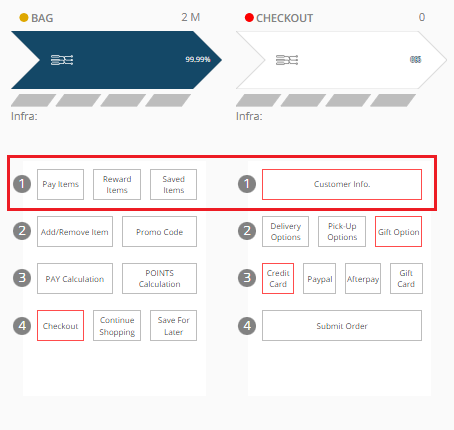 BAG 2 M CHECKOUT 0
99.99%
Infra: Infra:
1 Pay Items Reward Items Saved Items 1 Customer Info.
2 Add/Remove Item Promo Code 2 Delivery Options Pick-Up Options Gift Option
3 PAY Calculation POINTS Calculation 3 Credit Card Paypal Afterpay Gift Card
4 Checkout Continue Shopping Save For Later 4 Submit Order